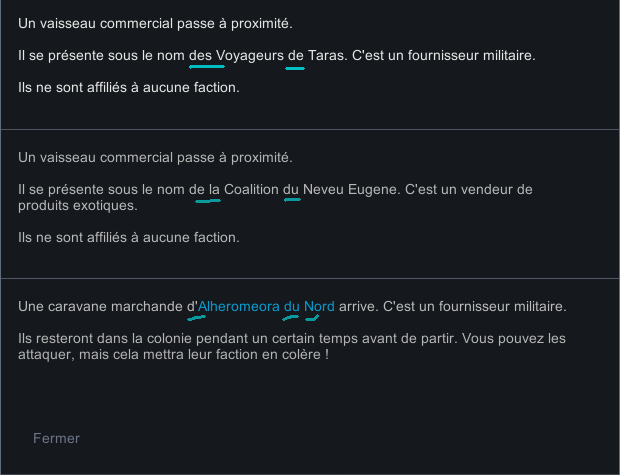 Un vaisseau commercial passe à proximité.
Il se présente sous le nom des Voyageurs de Taras. C'est un fournisseur militaire.
Ils ne sont affiliés à aucune faction.
Un vaisseau commercial passe à proximité.
Il se présente sous le nom de la Coalition du Neveu Eugene. C'est un vendeur de
produits exotiques.
Ils ne sont affiliés à aucune faction.
Une caravane marchande d'Alheromeora du Nord arrive. C'est un fournisseur militaire.
Ils resteront dans la colonie pendant un certain temps avant de partir. Vous pouvez les
attaquer, mais cela mettra leur faction en colère !
Fermer